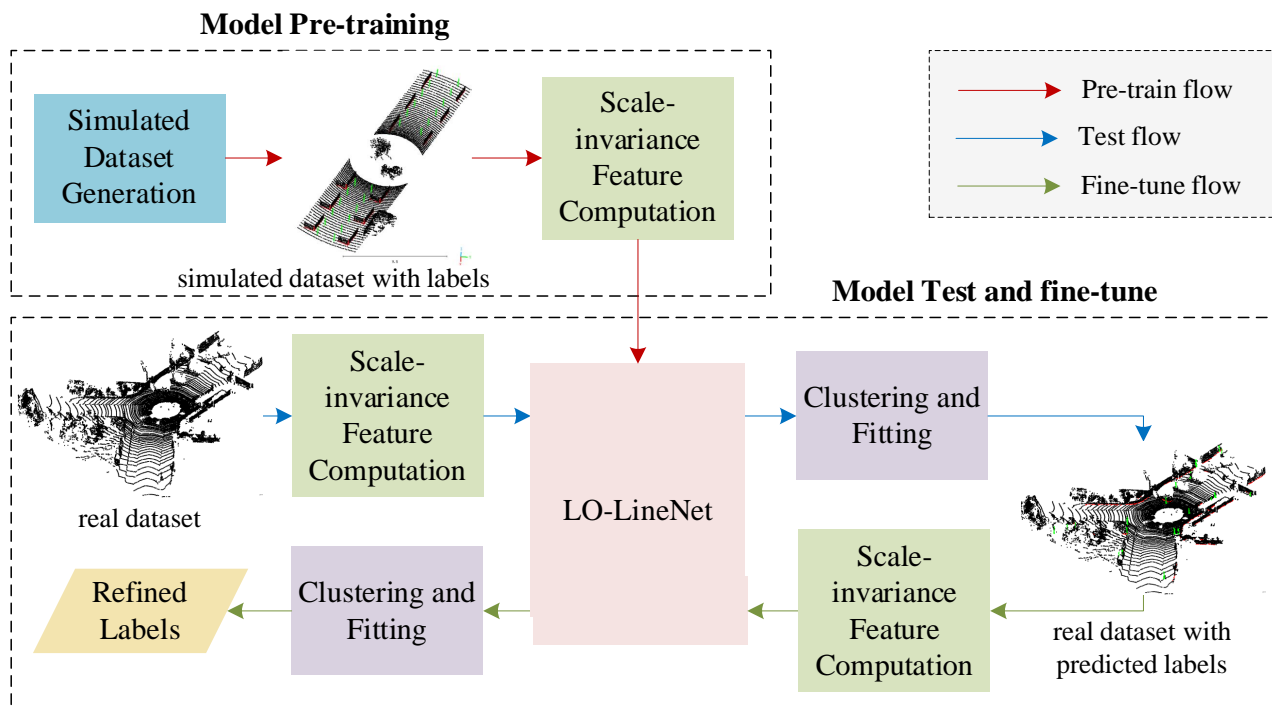 Model Pre-training
Simulated
Dataset
Generation
simulated dataset with labels
Scale-
invariance
Feature
Computation
Pre-train flow
Test flow
Fine-tune flow
Model Test and fine-tune
real dataset
Scale-
invariance
Feature
Computation
LO-LineNet
Clustering and
Fitting
real dataset with
predicted labels
Scale-
invariance
Feature
Computation
Clustering and
Fitting
Refined
Labels